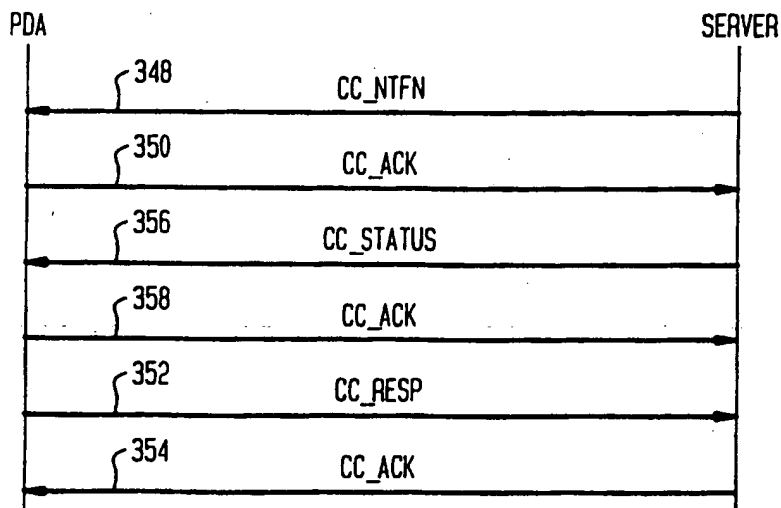 PDA SERVER
348 CC_NTFN
350 CC_ACK
356 CC_STATUS
358 CC_ACK
352 CC_RESP
354 CC_ACK